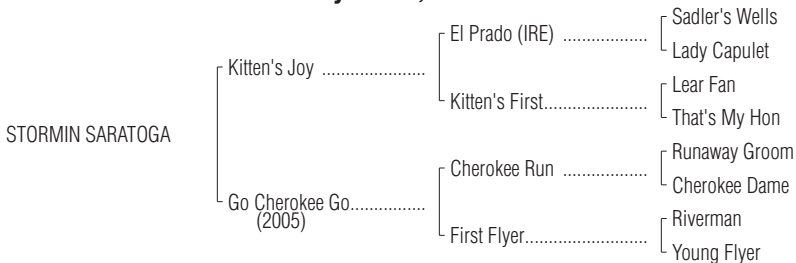 Sadler's Wells
El Prado (IRE) ..................
Lady Capulet
Kitten's Joy ......................
Lear Fan
Kitten's First......................
That's My Hon
STORMIN SARATOGA
Runaway Groom
Cherokee Run ..................
Cherokee Dame
Go Cherokee Go................
(2005)
Riverman
First Flyer..........................
Young Flyer